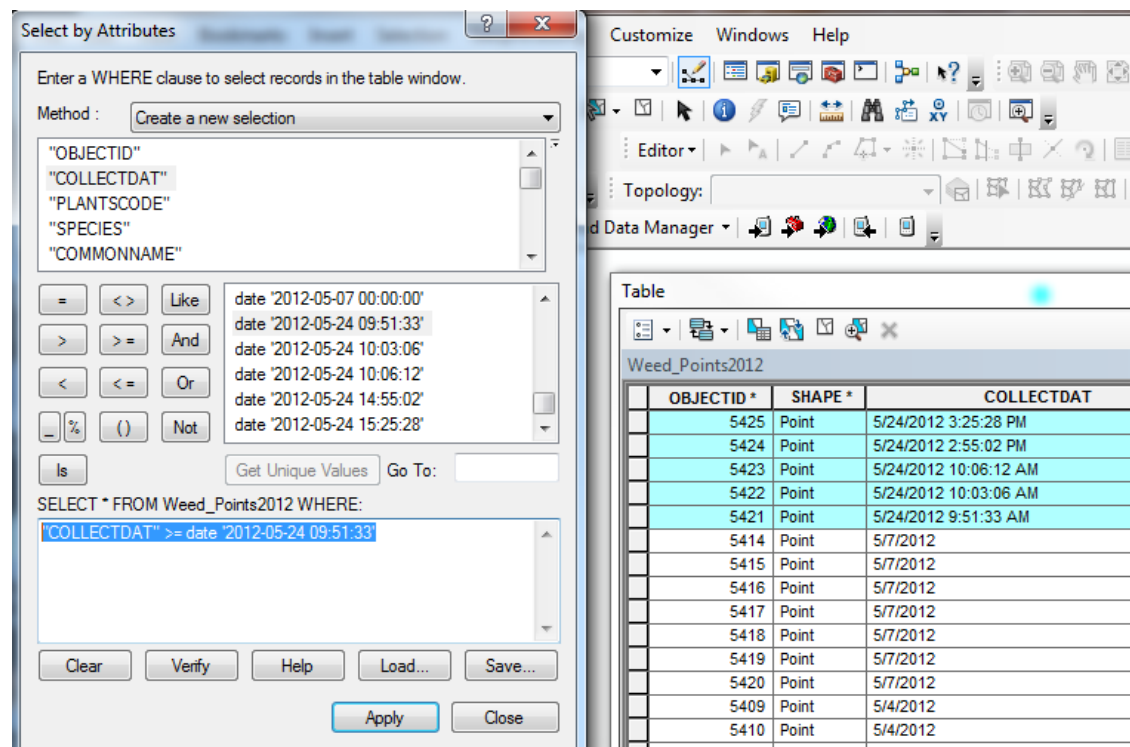 Select by Attributes
Enter a WHERE clause to select records in the table window.
Method : Create a new selection
"OBJECTID"
"COLLECTDAT"
"PLANTSCODE"
"SPECIES"
"COMMONNAME"
= < > Like
> > = And
< < = Or
_ % () Not
Is
date '2012-05-07 00:00:00'
date '2012-05-24 09:51:33'
date '2012-05-24 10:03:06'
date '2012-05-24 10:06:12'
date '2012-05-24 14:55:02'
date '2012-05-24 15:25:28'
Get Unique Values Go To:
SELECT * FROM Weed_Points2012 WHERE:
"COLLECTDAT" >= date '2012-05-24 09:51:33'
Clear Verify Help Load... Save...
Apply Close
Customize Windows Help
XY
Editor
Topology:
d Data Manager
Table
Weed_Points2012
OBJECTID * SHAPE * COLLECTDAT
5425 Point 5/24/2012 3:25:28 PM
5424 Point 5/24/2012 2:55:02 PM
5423 Point 5/24/2012 10:06:12 AM
5422 Point 5/24/2012 10:03:06 AM
5421 Point 5/24/2012 9:51:33 AM
5414 Point 5/7/2012
5415 Point 5/7/2012
5416 Point 5/7/2012
5417 Point 5/7/2012
5418 Point 5/7/2012
5419 Point 5/7/2012
5420 Point 5/7/2012
5409 Point 5/4/2012
5410 Point 5/4/2012